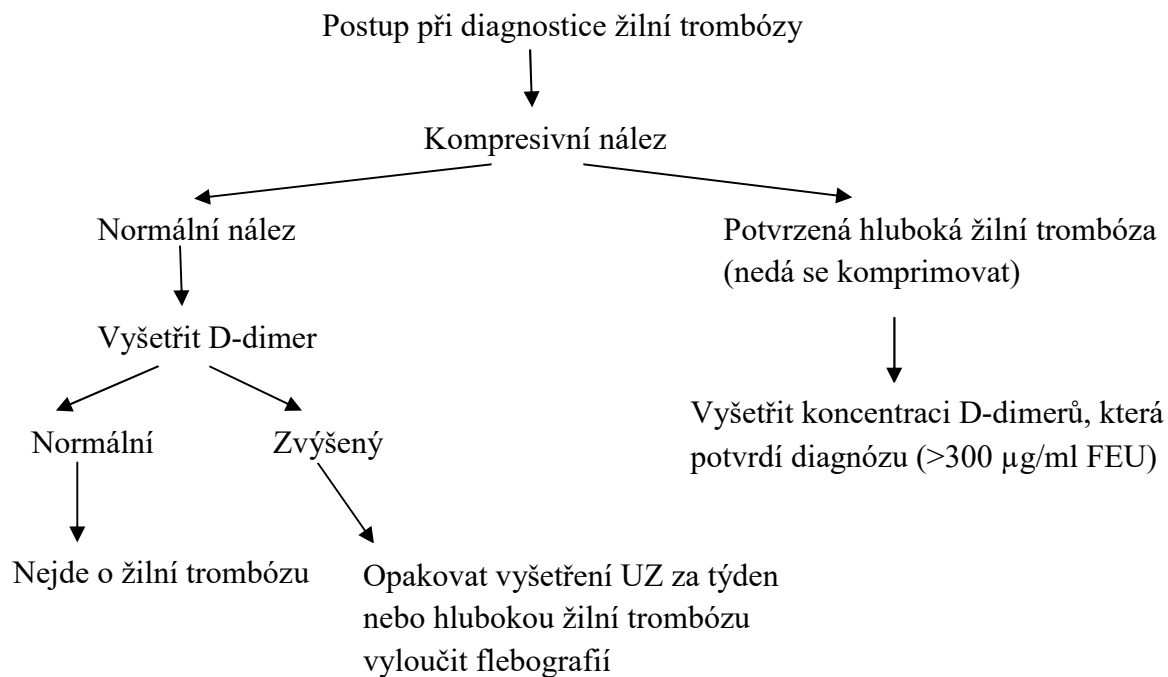 Postup při diagnostice žilní trombózy
Kompresivní nález
Normální nález
Potvrzená hluboká žilní trombóza
(nedá se komprimovat)
Vyšetřit D-dimer
Vyšetřit koncentraci D-dimerů, která
potvrdí diagnózu (>300 µg/ml FEU)
Normální
Zvýšený
Nejde o žilní trombózu
Opakovat vyšetření UZ za týden
nebo hlubokou žilní trombózu
vyloučit flebografií